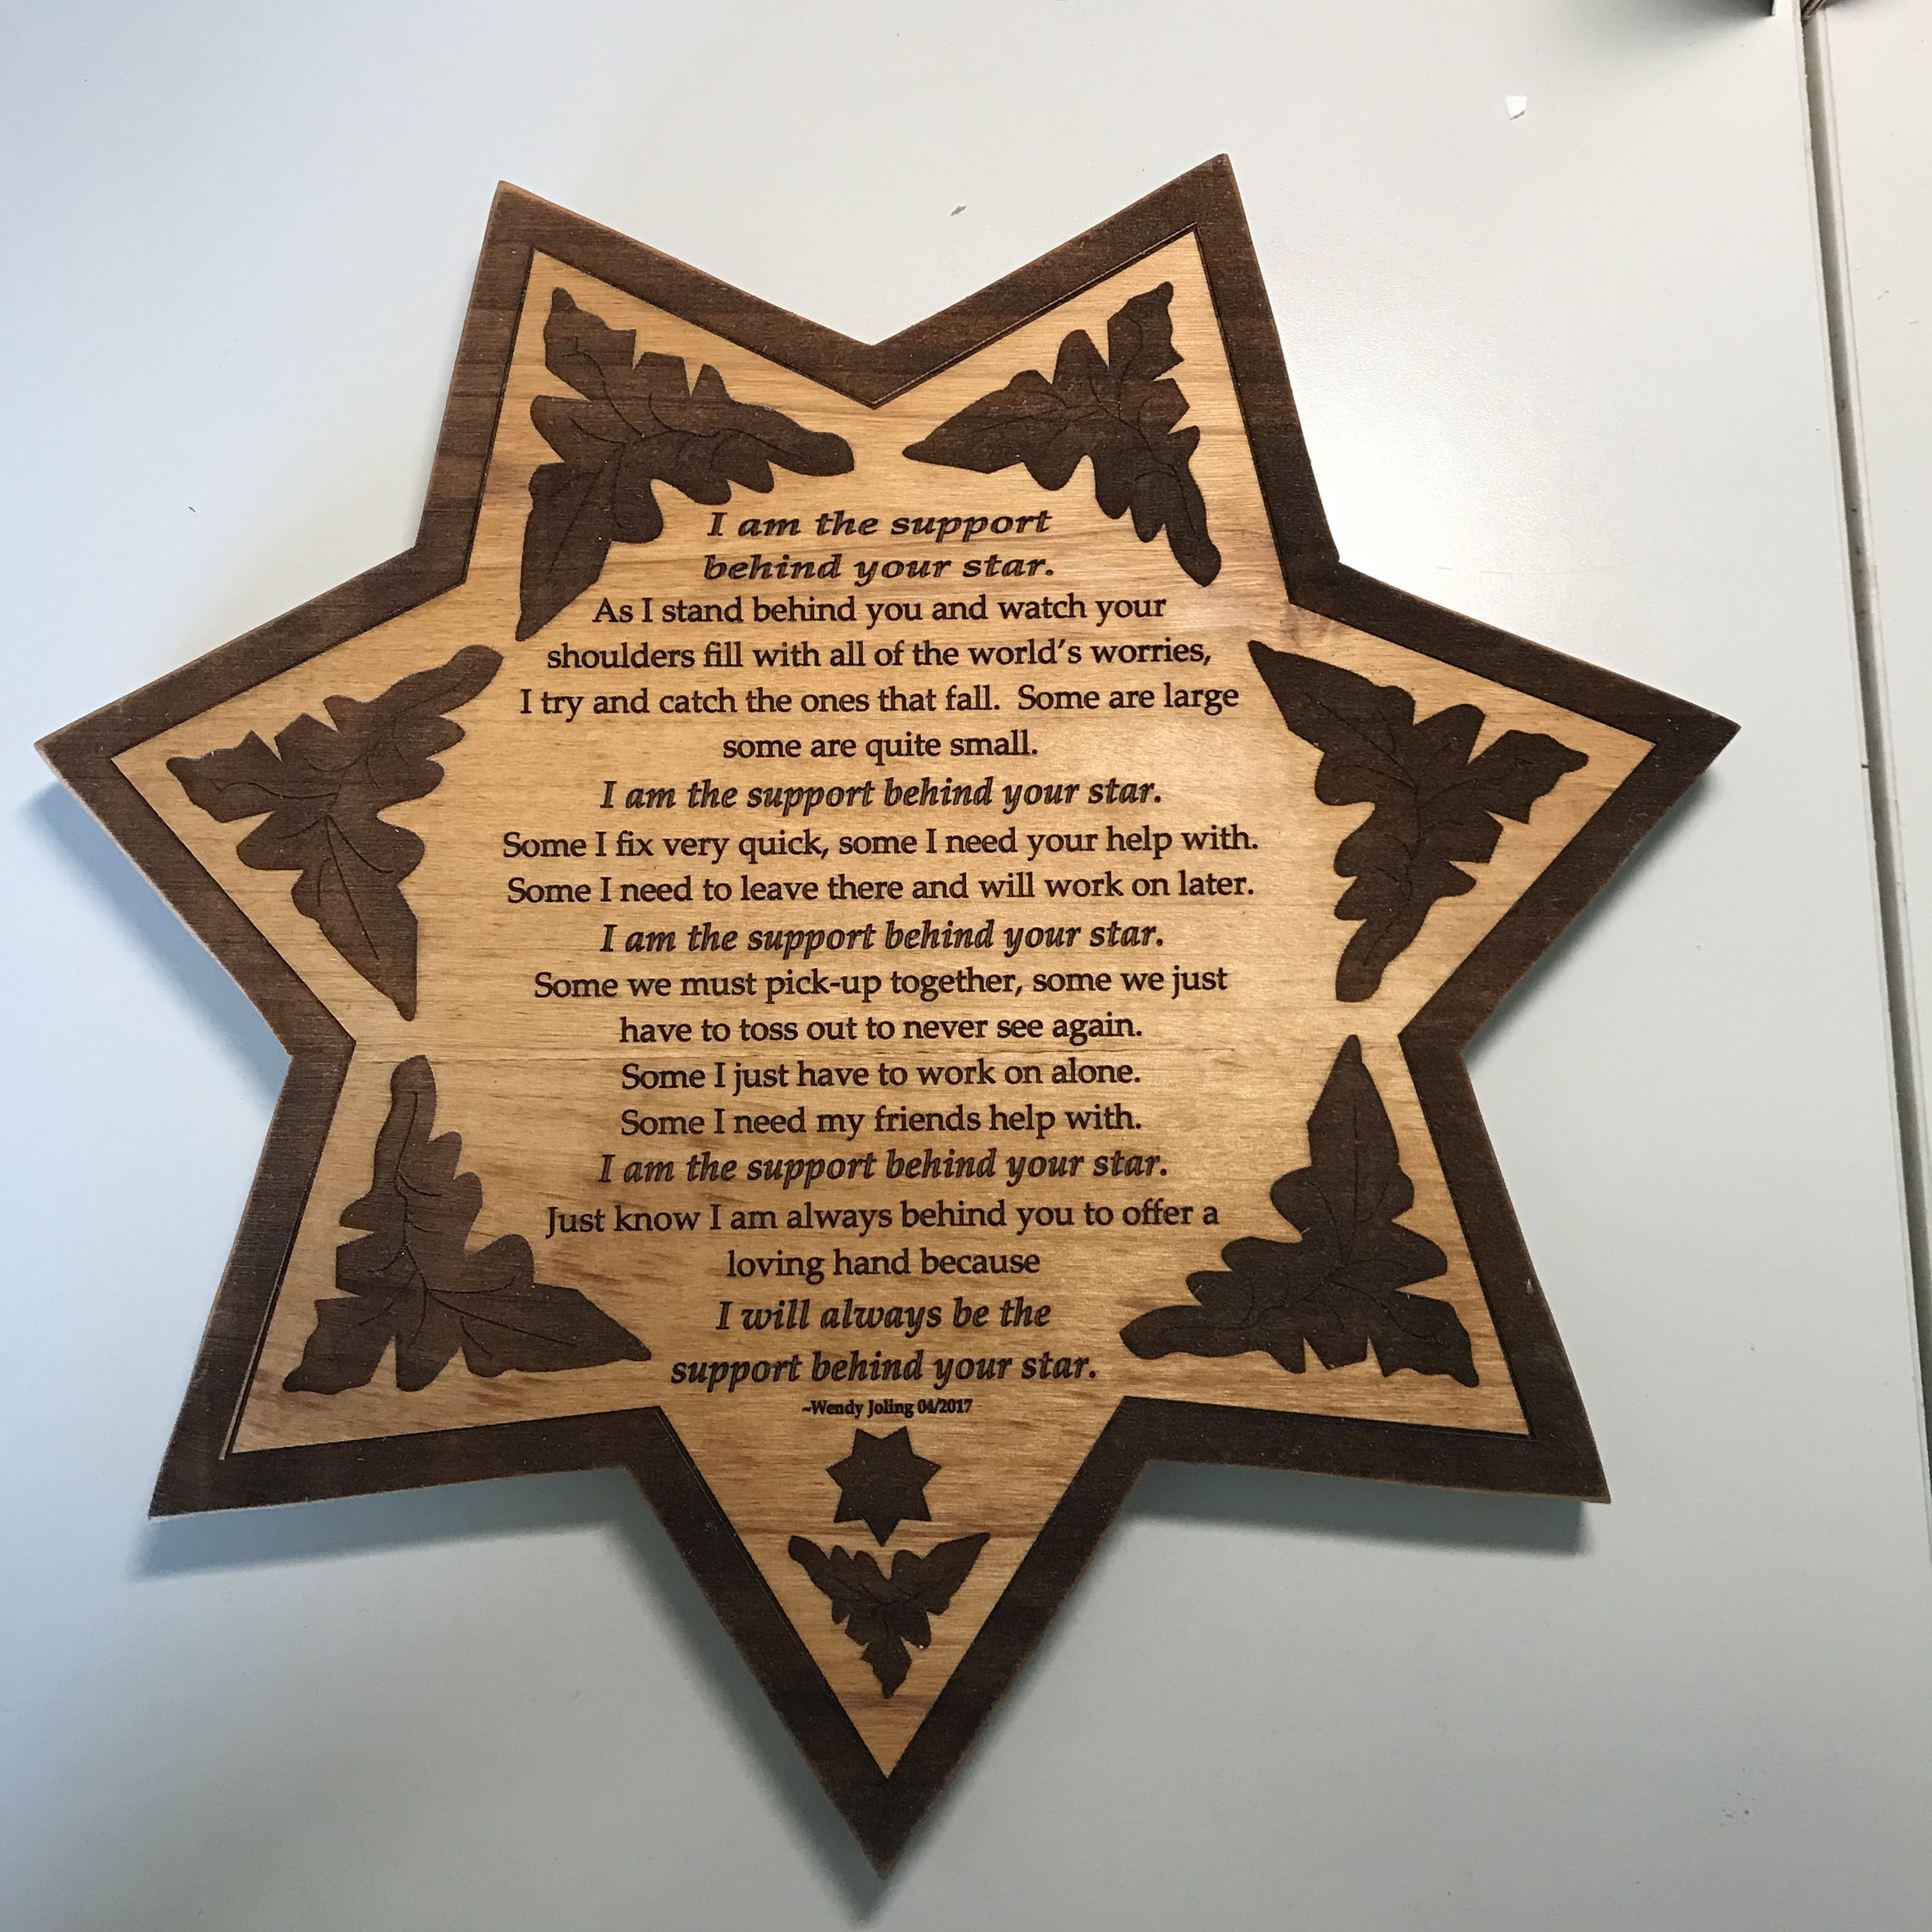 I am the support
behind your star.
As I stand behind you and watch your
shoulders fill with all of the world's worries,
I try and catch the ones that fall.  Some are large
some are quite small.
I am the support behind your star.
Some I fix very quick, some I need your help with.
Some I need to leave there and will work on later.
I am the support behind your star.
Some we must pick-up together, some we just
have to toss out to never see again.
Some I just have to work on alone.
Some I need my friends help with.
I am the support behind your star.
Just know I am always behind you to offer a
loving hand because
I will always be the
support behind your star.
~Wendy Joling 04/2017